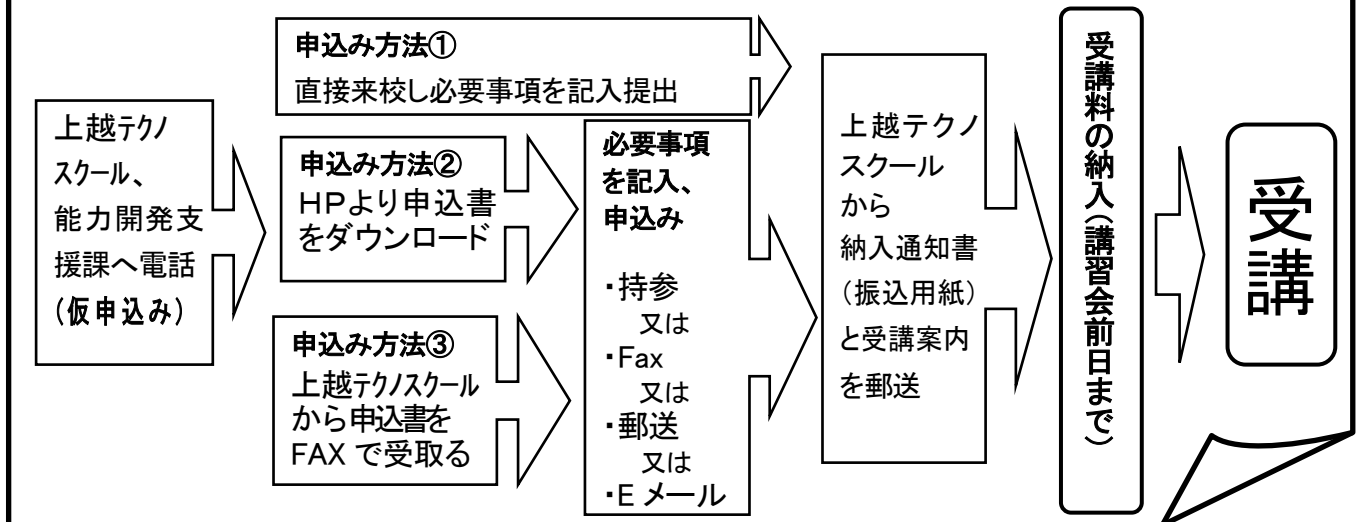 上越テクノ
スクール、
能力開発支
援課へ電話
(仮申込み)
申込み方法①
直接来校し必要事項を記入提出
申込み方法②
HPより申込書
をダウンロード
申込み方法③
上越テクノスクール
から申込書を
FAXで受取る
必要事項
を記入、
申込み
・持参
又は
・Fax
又は
・郵送
又は
・Eメール
上越テクノ
スクール
から
納入通知書
(振込用紙)
と受講案内
を郵送
受講料の納入(講習会前日まで)
受講